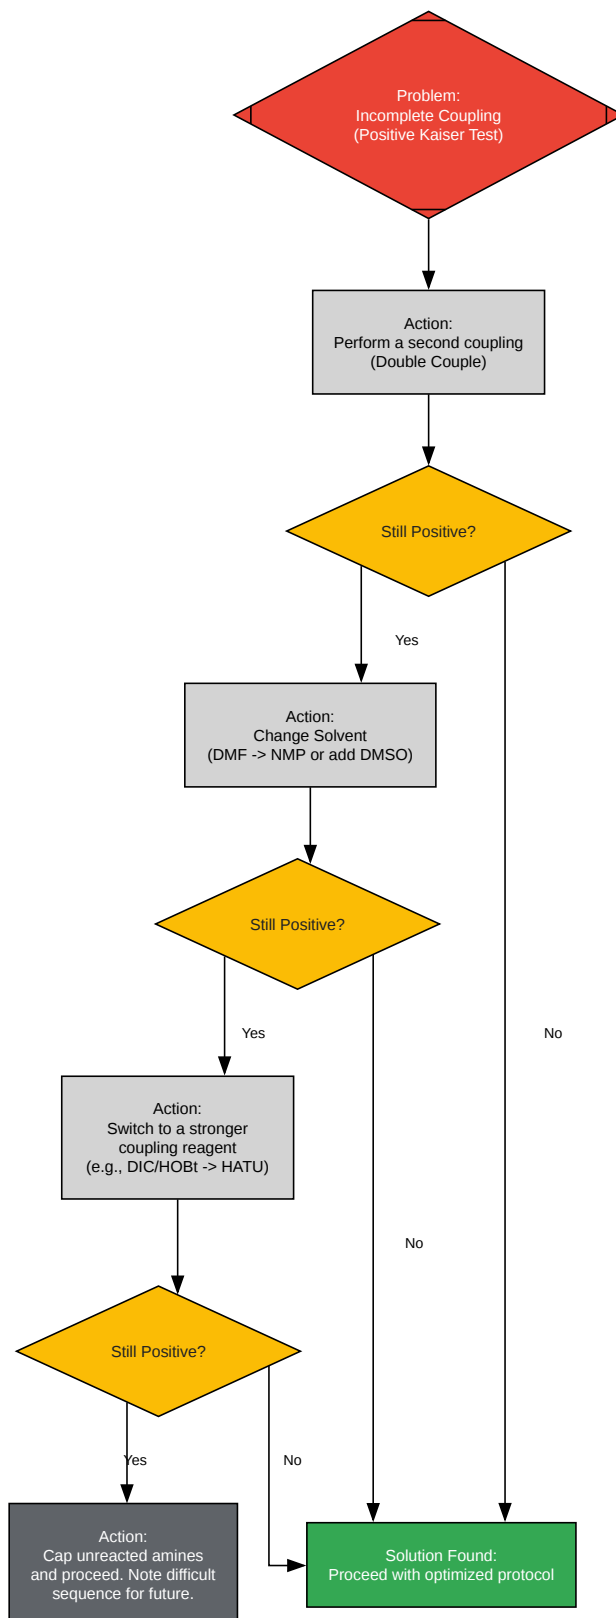 Problem:
Incomplete Coupling
(Positive Kaiser Test)
Action:
Perform a second coupling
(Double Couple)
Still Positive?
Yes
Action:
Change Solvent
(DMF -> NMP or add DMSO)
Still Positive?
Yes
No
Action:
Switch to a stronger
coupling reagent
(e.g., DIC/HOBt -> HATU)
No
Still Positive?
Yes
No
Action:
Cap unreacted amines
and proceed. Note difficult
sequence for future.
Solution Found:
Proceed with optimized protocol